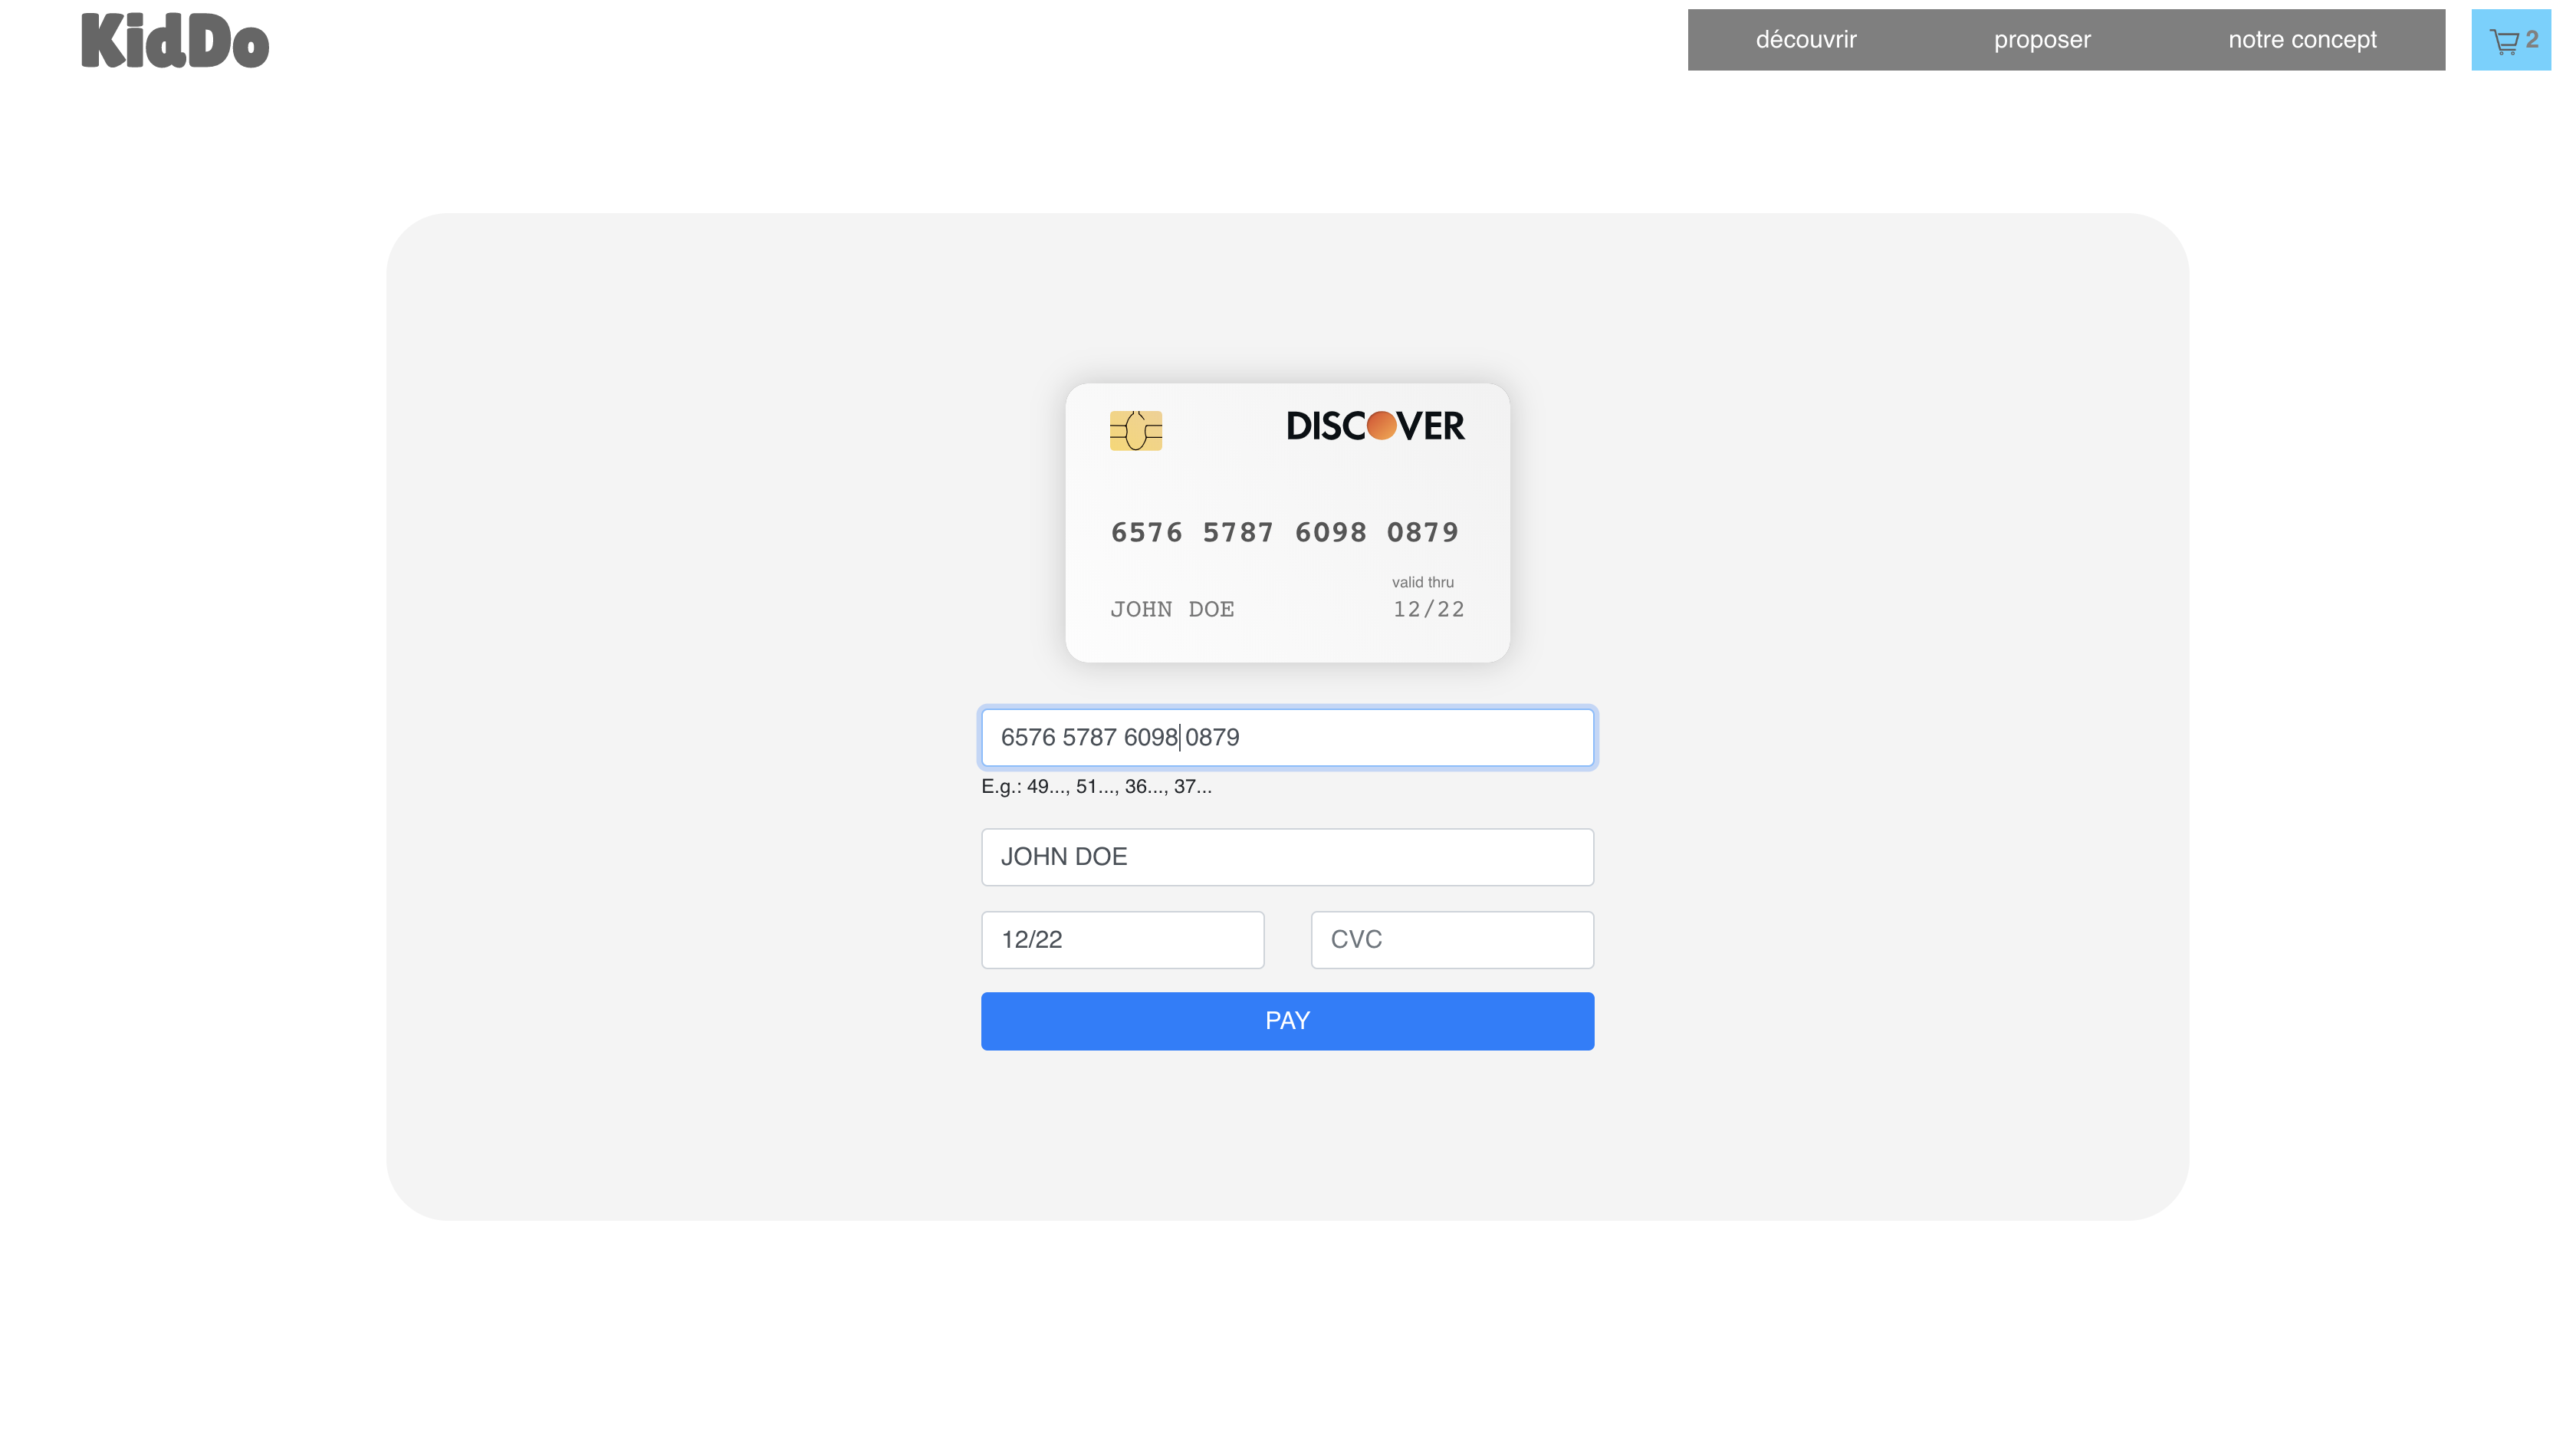 KidDo
découvrir proposer notre concept 2
DISCOVER
6576 5787 6098 0879
valid thru
JOHN DOE 12/22
6576 5787 6098 0879
E.g.: 49..., 51..., 36..., 37...
JOHN DOE
12/22 CVC
PAY